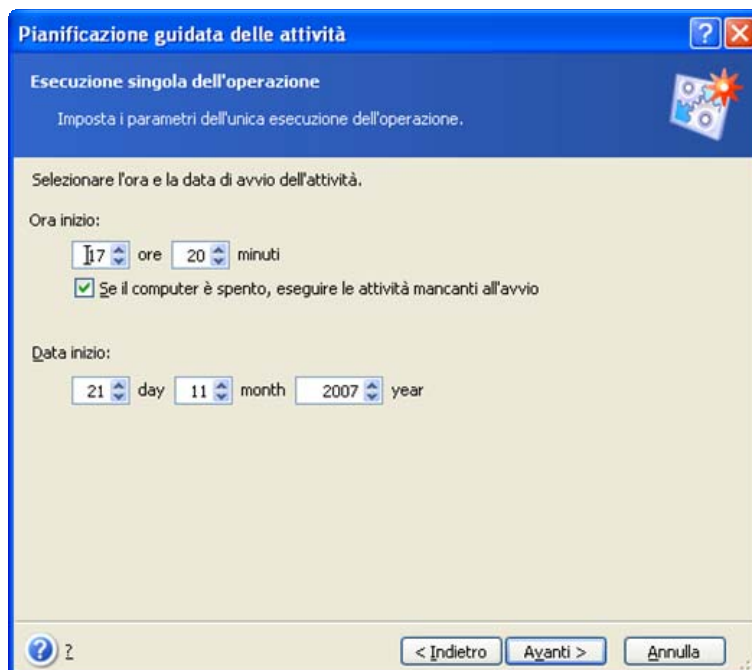 Pianificazione guidata delle attività
Esecuzione singola dell'operazione
Imposta i parametri dell'unica esecuzione dell'operazione.
Selezionare l'ora e la data di avvio dell'attività.
Ora inizio:
17 ore 20 minuti
Se il computer è spento, eseguire le attività mancanti all'avvio
Data inizio:
21 day 11 month 2007 year
? < Indietro Avanti > Annulla